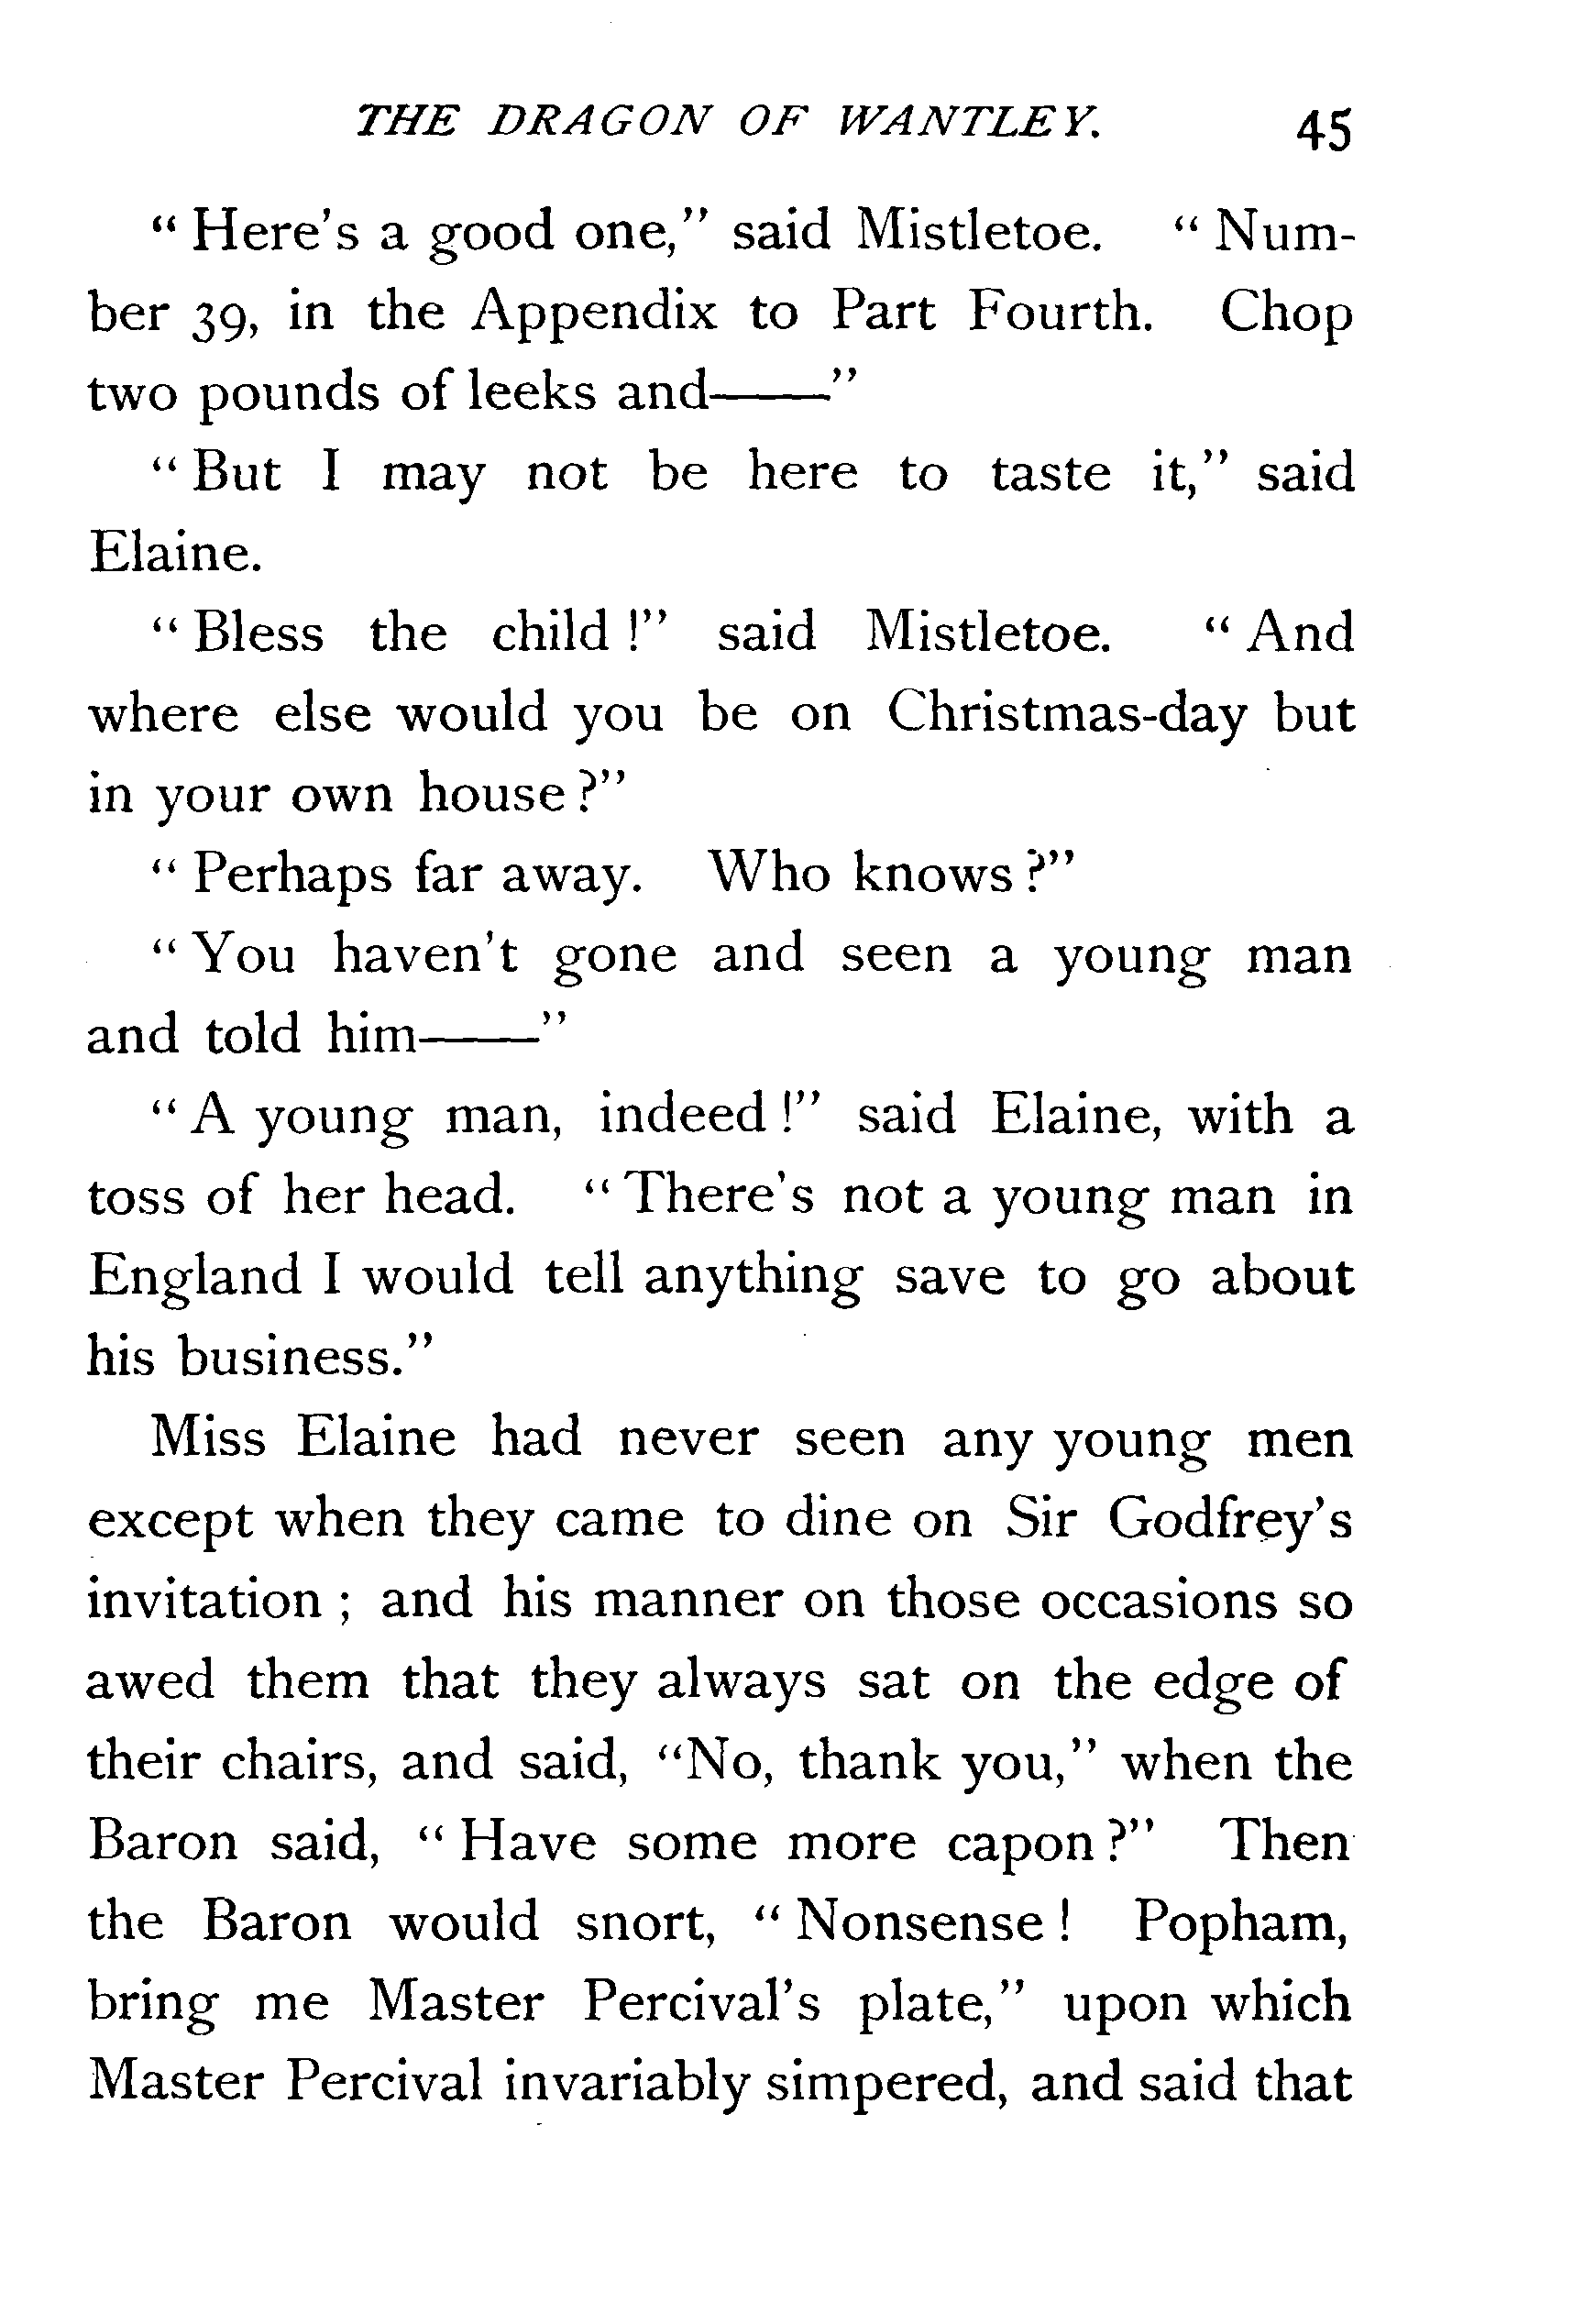 THE DRAGON OF WANTLEY. 45
"Here's a good one," said Mistletoe. "Num-
ber 39, in the Appendix to Part Fourth. Chop
two pounds of leeks and——"
"But I may not be here to taste it," said
Elaine.
"Bless the child!" said Mistletoe. "And
where else would you be on Christmas-day but
in your own house?"
"Perhaps far away. Who knows?"
"You haven't gone and seen a young man
and told him——"
"A young man, indeed!" said Elaine, with a
toss of her head. "There's not a young man in
England I would tell anything save to go about
his business."
Miss Elaine had never seen any young men
except when they came to dine on Sir Godfrey's
invitation; and his manner on those occasions so
awed them that they always sat on the edge of
their chairs, and said, "No, thank you," when the
Baron said, "Have some more capon?" Then
the Baron would snort, "Nonsense! Popham,
bring me Master Percival's plate," upon which
Master Percival invariably simpered, and said that